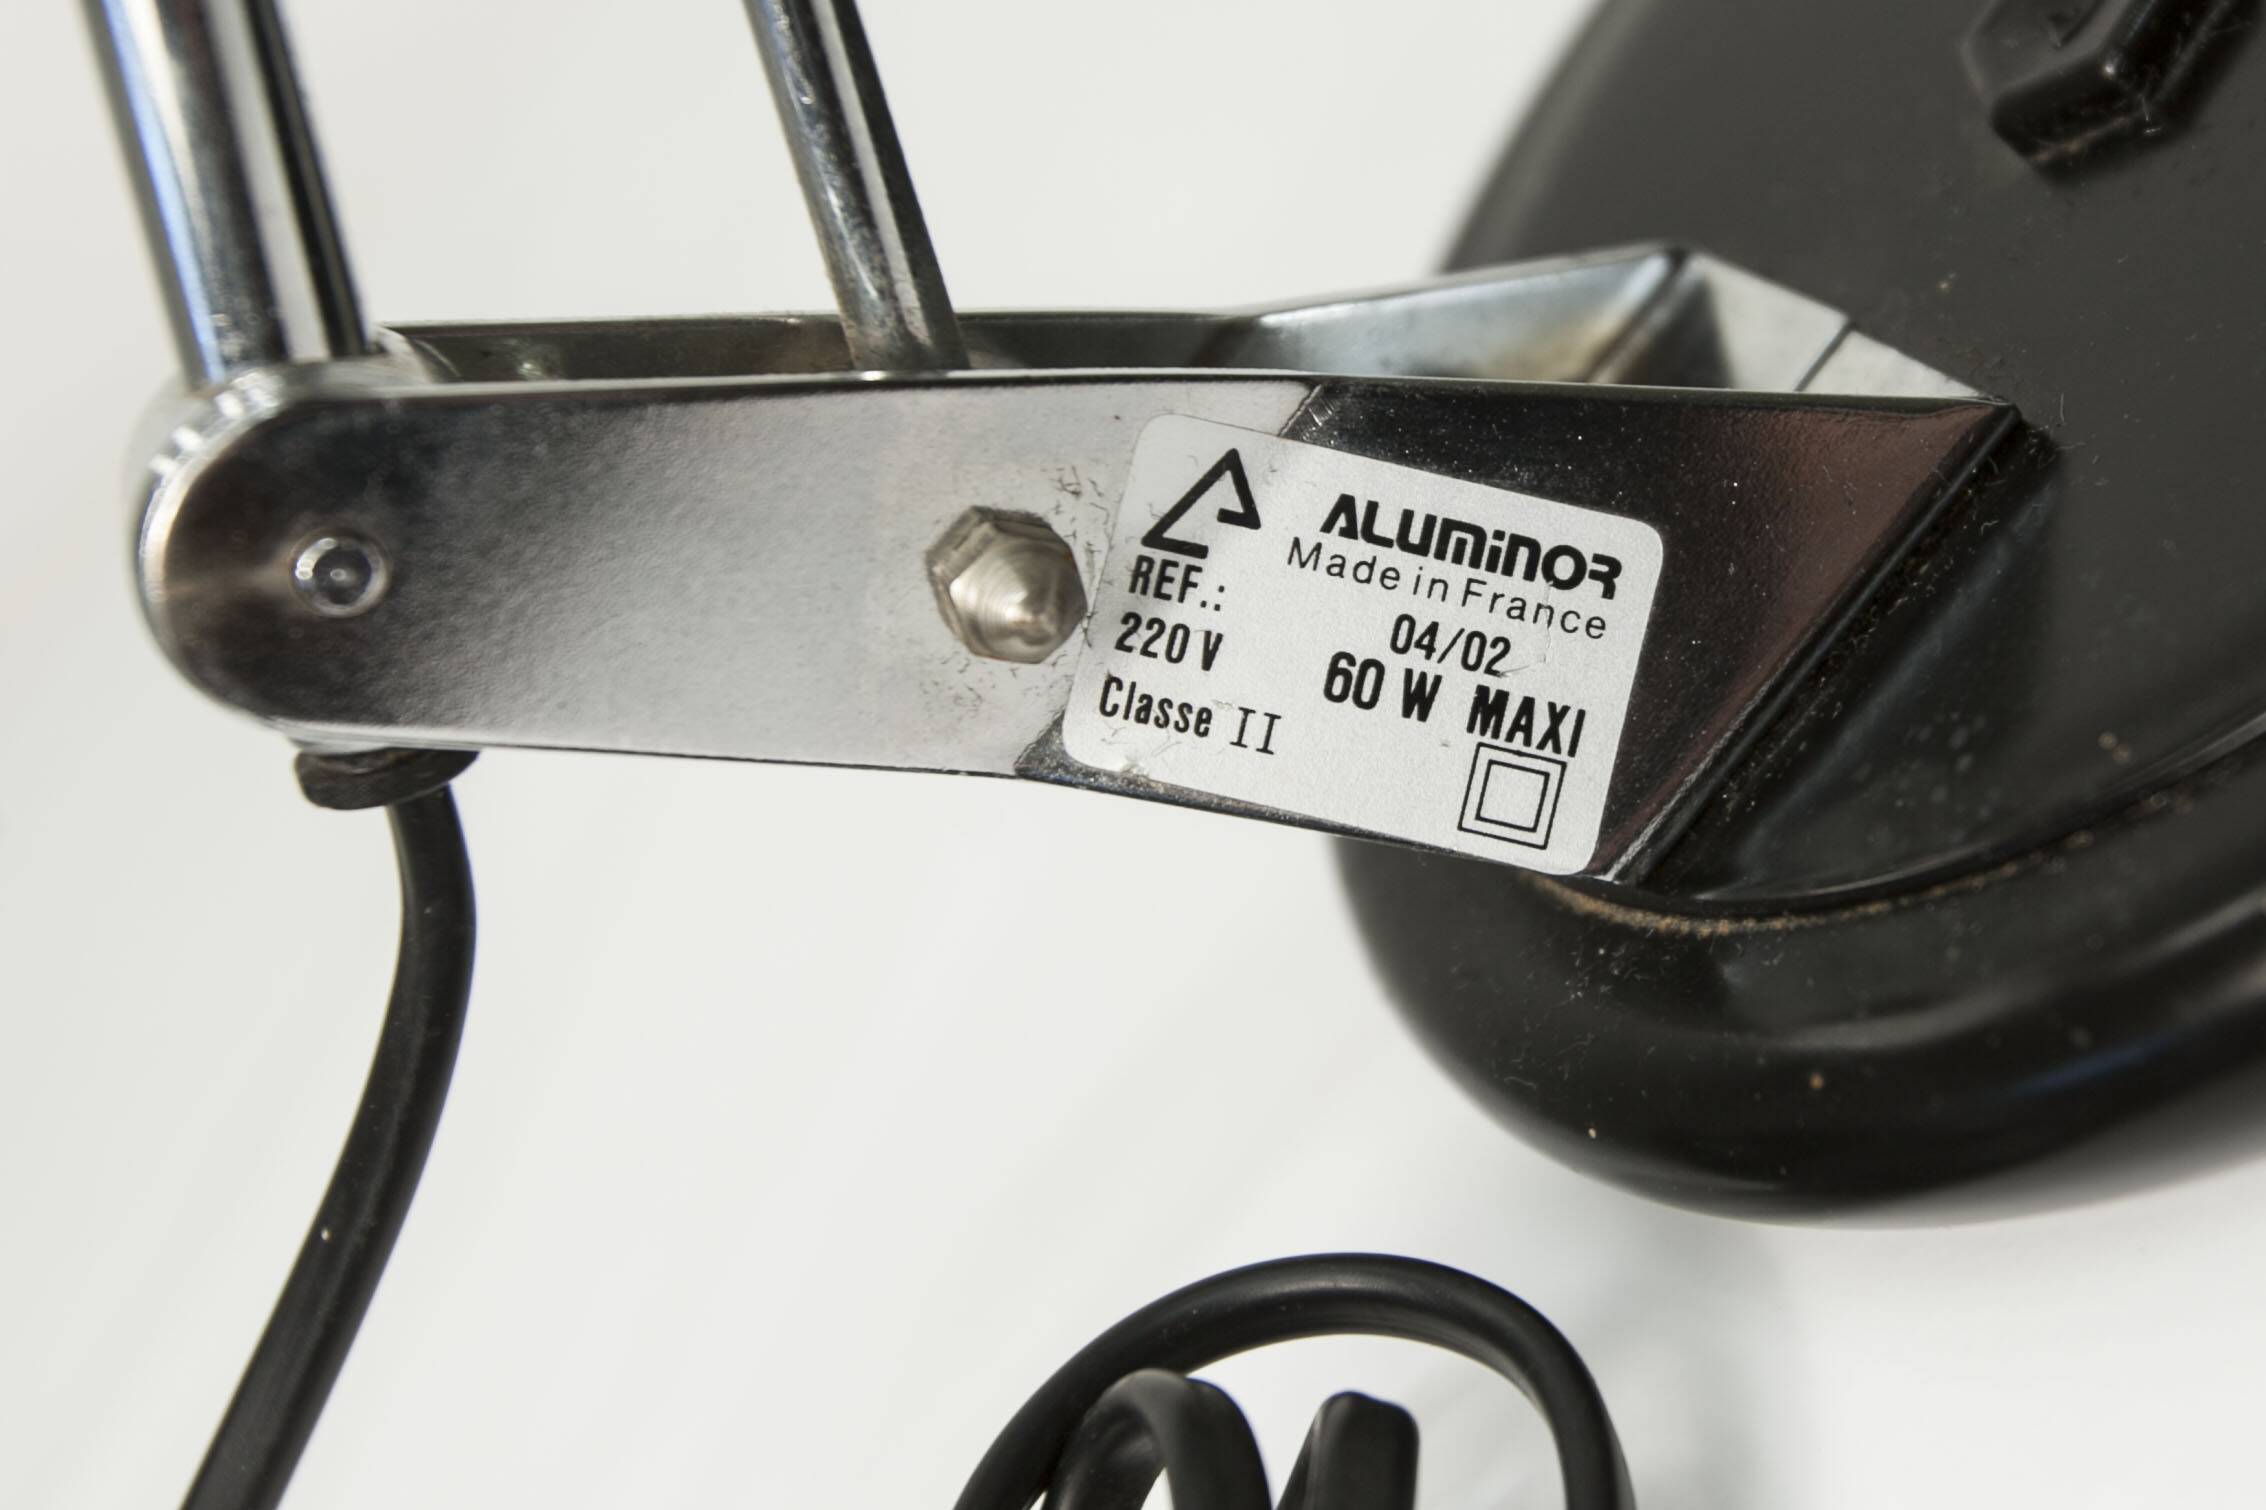 ALUMINOR
Made in France
REF.: 04/02
220 V 60 W MAXI
Classe II